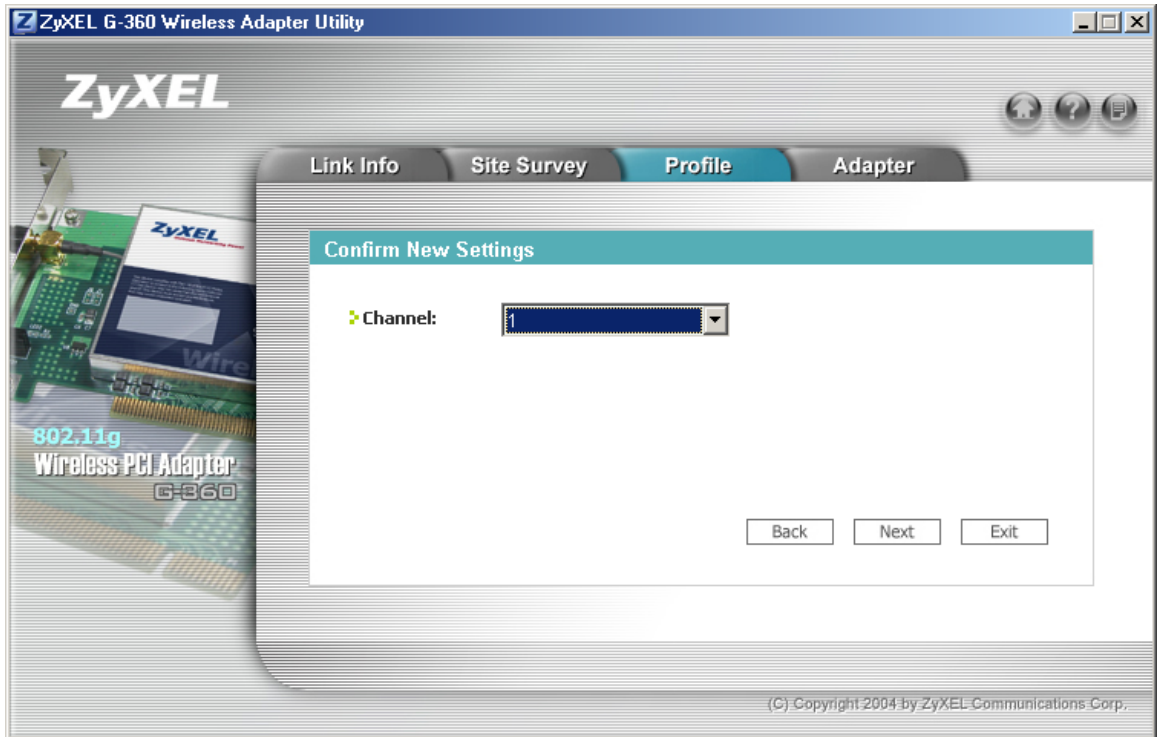 ZyXEL G-360 Wireless Adapter Utility
ZyXEL
Link Info
Site Survey
Profile
Adapter
ZyXEL
Wire
802.11g
Wireless PCI Adapter
G-360
Confirm New Settings
Channel:
1
Back
Next
Exit
(C) Copyright 2004 by ZyXEL Communications Corp.